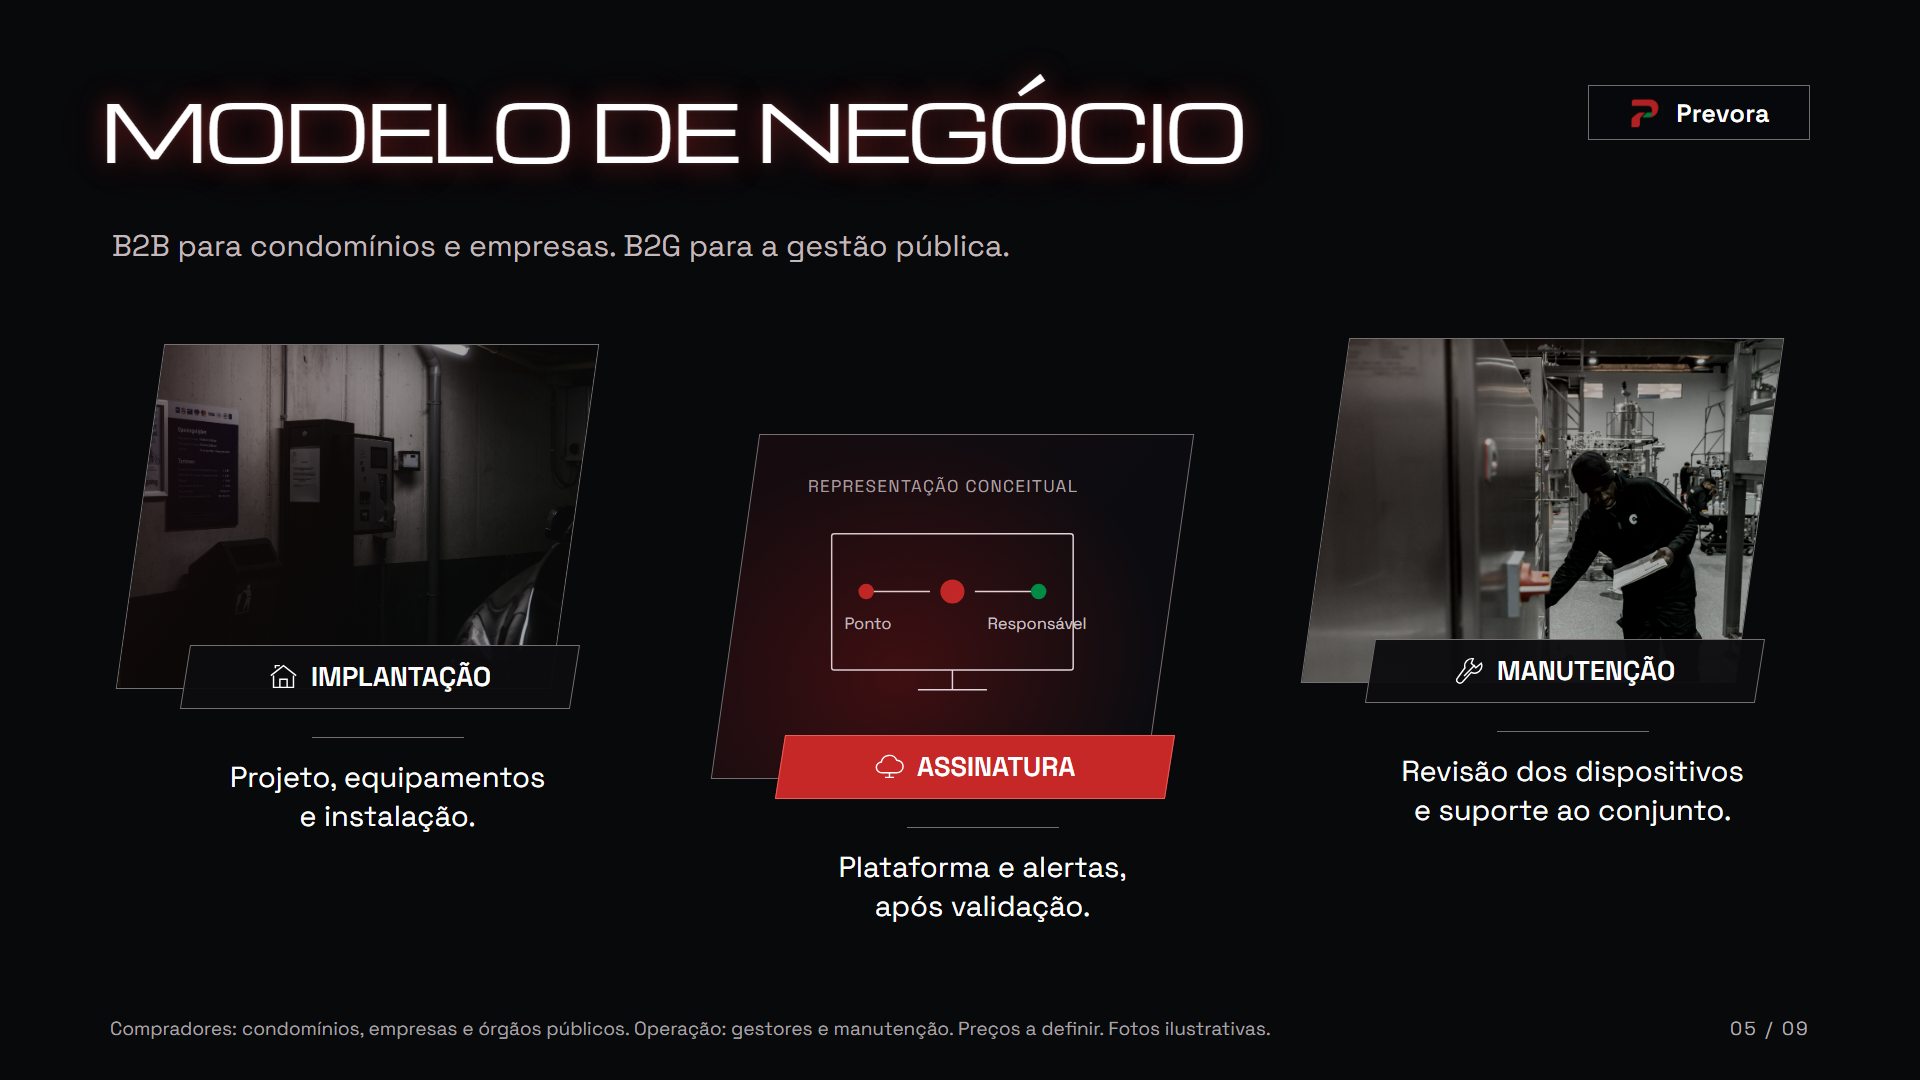 MODELO DE NEGÓCIO
Prevora
B2B para condomínios e empresas. B2G para a gestão pública.
REPRESENTAÇÃO CONCEITUAL
Ponto
Responsável
IMPLANTAÇÃO
Projeto, equipamentos
e instalação.
ASSINATURA
Plataforma e alertas,
após validação.
MANUTENÇÃO
Revisão dos dispositivos
e suporte ao conjunto.
Compradores: condomínios, empresas e órgãos públicos. Operação: gestores e manutenção. Preços a definir. Fotos ilustrativas.
05 / 09